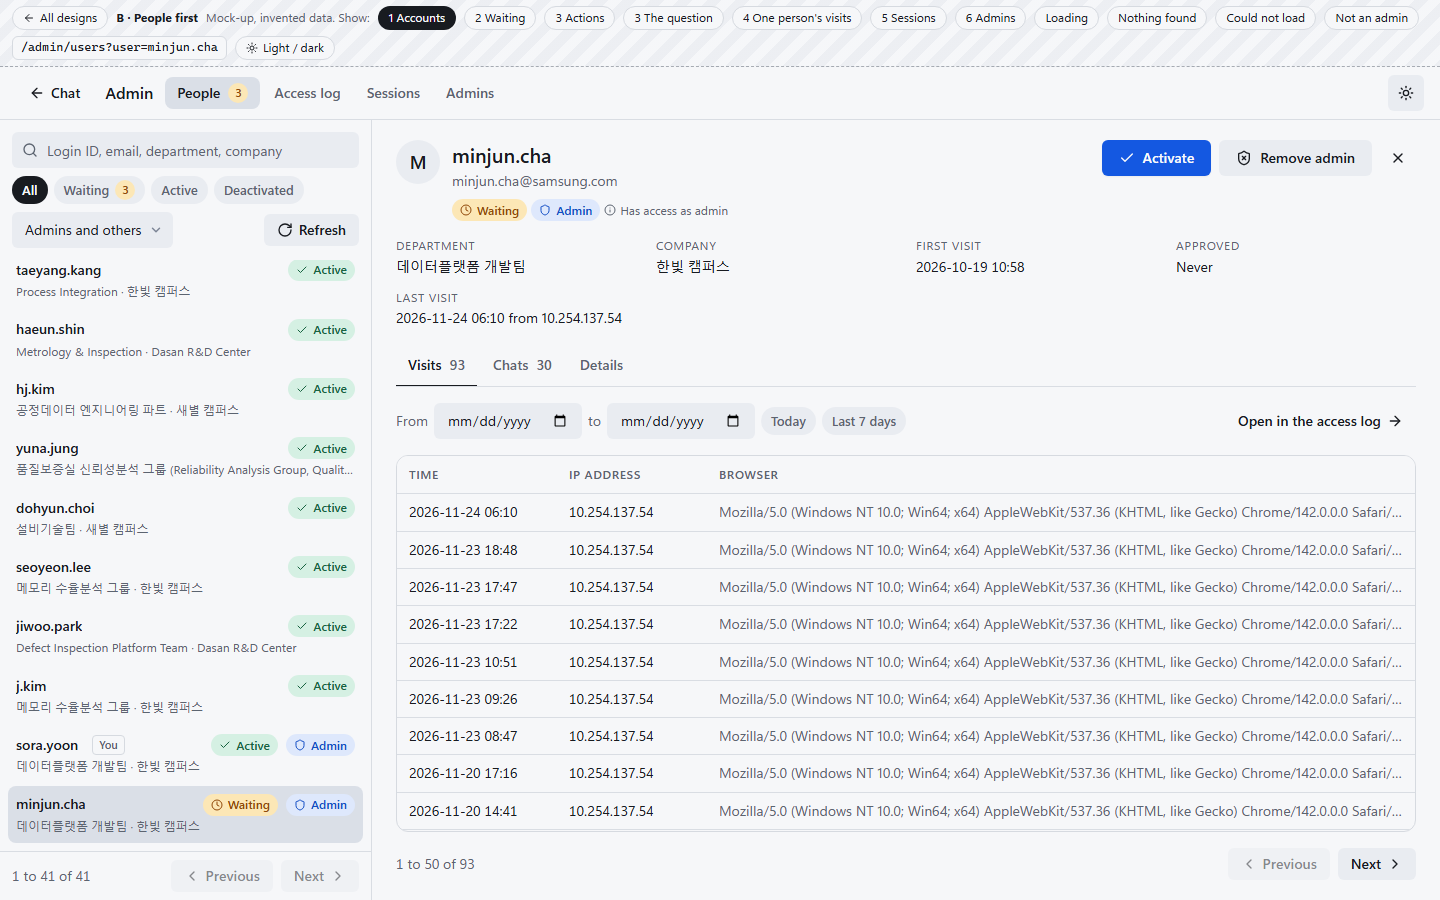 All designs B · People first Mock-up, invented data. Show: 1 Accounts 2 Waiting 3 Actions 3 The question 4 One person's visits 5 Sessions 6 Admins Loading Nothing found Could not load Not an admin
/admin/users?user=minjun.cha Light / dark
Chat Admin People 3 Access log Sessions Admins
Login ID, email, department, company
All Waiting 3 Active Deactivated
Admins and others Refresh
taeyang.kang Active
Process Integration · 한빛 캠퍼스
haeun.shin Active
Metrology & Inspection · Dasan R&D Center
hj.kim Active
공정데이터 엔지니어링 파트 · 새별 캠퍼스
yuna.jung Active
품질보증실 신뢰성분석 그룹 (Reliability Analysis Group, Qualit...
dohyun.choi Active
설비기술팀 · 새별 캠퍼스
seoyeon.lee Active
메모리 수율분석 그룹 · 한빛 캠퍼스
jiwoo.park Active
Defect Inspection Platform Team · Dasan R&D Center
j.kim Active
메모리 수율분석 그룹 · 한빛 캠퍼스
sora.yoon You Active Admin
데이터플랫폼 개발팀 · 한빛 캠퍼스
minjun.cha Waiting Admin
데이터플랫폼 개발팀 · 한빛 캠퍼스
1 to 41 of 41 Previous Next
M minjun.cha Activate Remove admin
minjun.cha@samsung.com
Waiting Admin Has access as admin
DEPARTMENT COMPANY FIRST VISIT APPROVED
데이터플랫폼 개발팀 한빛 캠퍼스 2026-10-19 10:58 Never
LAST VISIT
2026-11-24 06:10 from 10.254.137.54
Visits 93 Chats 30 Details
From mm/dd/yyyy to mm/dd/yyyy Today Last 7 days Open in the access log
TIME IP ADDRESS BROWSER
2026-11-24 06:10 10.254.137.54 Mozilla/5.0 (Windows NT 10.0; Win64; x64) AppleWebKit/537.36 (KHTML, like Gecko) Chrome/142.0.0.0 Safari/...
2026-11-23 18:48 10.254.137.54 Mozilla/5.0 (Windows NT 10.0; Win64; x64) AppleWebKit/537.36 (KHTML, like Gecko) Chrome/142.0.0.0 Safari/...
2026-11-23 17:47 10.254.137.54 Mozilla/5.0 (Windows NT 10.0; Win64; x64) AppleWebKit/537.36 (KHTML, like Gecko) Chrome/142.0.0.0 Safari/...
2026-11-23 17:22 10.254.137.54 Mozilla/5.0 (Windows NT 10.0; Win64; x64) AppleWebKit/537.36 (KHTML, like Gecko) Chrome/142.0.0.0 Safari/...
2026-11-23 10:51 10.254.137.54 Mozilla/5.0 (Windows NT 10.0; Win64; x64) AppleWebKit/537.36 (KHTML, like Gecko) Chrome/142.0.0.0 Safari/...
2026-11-23 09:26 10.254.137.54 Mozilla/5.0 (Windows NT 10.0; Win64; x64) AppleWebKit/537.36 (KHTML, like Gecko) Chrome/142.0.0.0 Safari/...
2026-11-23 08:47 10.254.137.54 Mozilla/5.0 (Windows NT 10.0; Win64; x64) AppleWebKit/537.36 (KHTML, like Gecko) Chrome/142.0.0.0 Safari/...
2026-11-20 17:16 10.254.137.54 Mozilla/5.0 (Windows NT 10.0; Win64; x64) AppleWebKit/537.36 (KHTML, like Gecko) Chrome/142.0.0.0 Safari/...
2026-11-20 14:41 10.254.137.54 Mozilla/5.0 (Windows NT 10.0; Win64; x64) AppleWebKit/537.36 (KHTML, like Gecko) Chrome/142.0.0.0 Safari/...
1 to 50 of 93 Previous Next